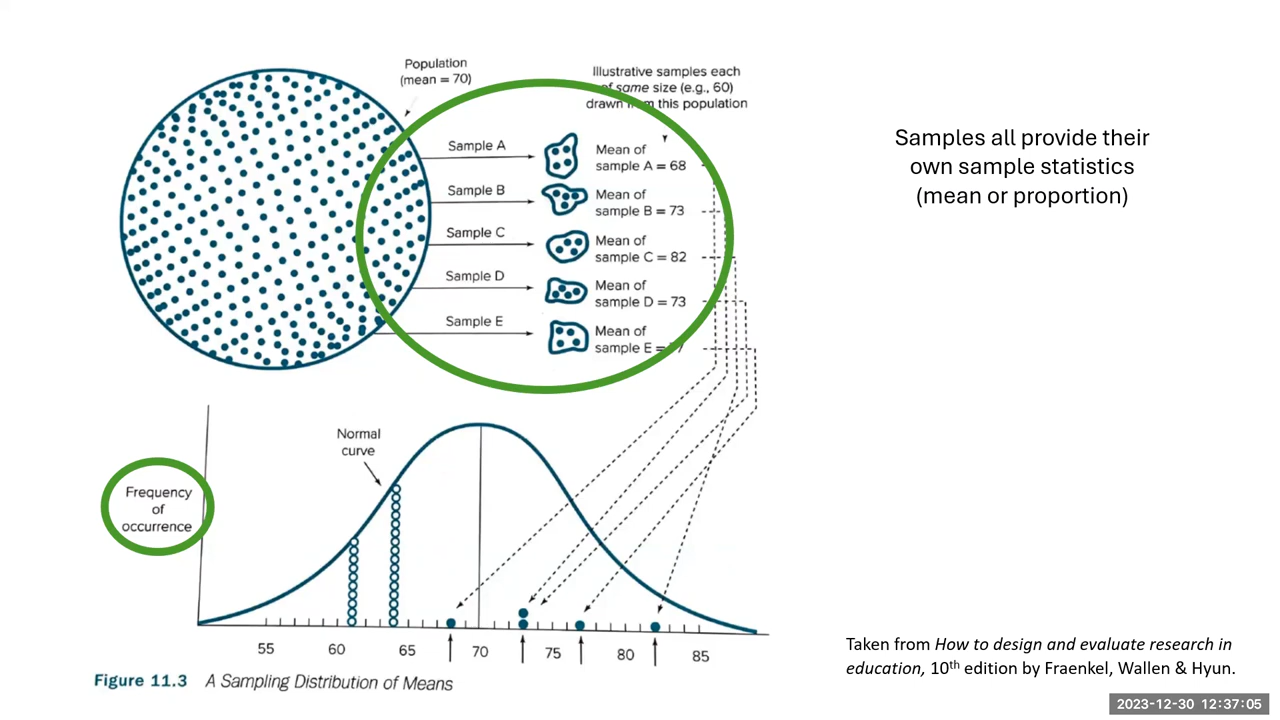 Population
(mean = 70)
Illustrative samples each
of same size (e.g., 60)
drawn from this population
Samples all provide their
own sample statistics
(mean or proportion)
Sample A
Mean of
sample A = 68
Sample B
Mean of
sample B = 73
Sample C
Mean of
sample C = 82
Sample D
Mean of
sample D = 73
Sample E
Mean of
sample E = 77
Normal
curve
Frequency
of
occurrence
55 60 65 70 75 80 85
Figure 11.3 A Sampling Distribution of Means
Taken from How to design and evaluate research in
education, 10th edition by Fraenkel, Wallen & Hyun.
2023-12-30 12:37:05